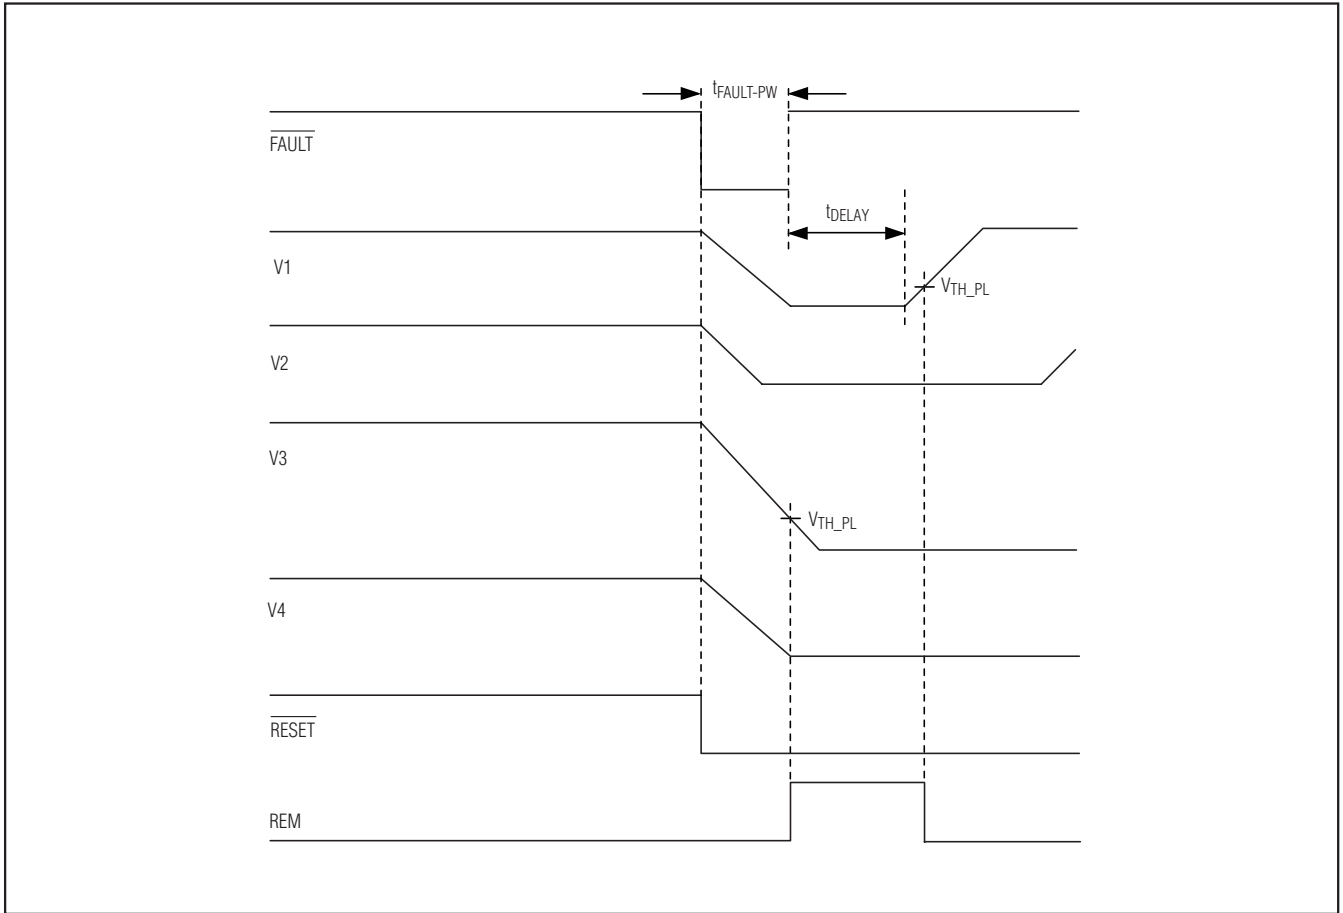 tFAULT-PW
FAULT
tDELAY
V1
VTH_PL
V2
V3
VTH_PL
V4
RESET
REM